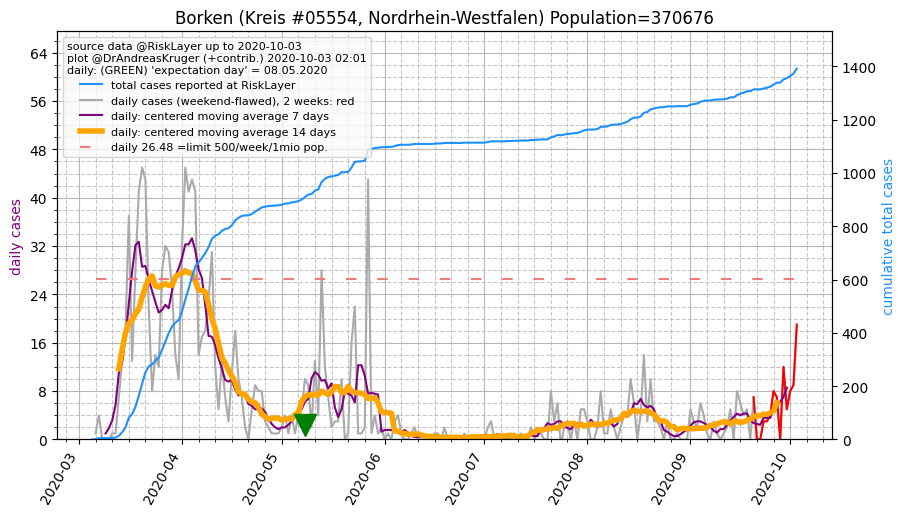 Borken (Kreis #05554, Nordrhein-Westfalen) Population=370676
source data @RiskLayer up to 2020-10-03
plot @DrAndreasKruger (+contrib.) 2020-10-03 02:01
daily: (GREEN) 'expectation day' = 08.05.2020
total cases reported at RiskLayer
daily cases (weekend-flawed), 2 weeks: red
daily: centered moving average 7 days
daily: centered moving average 14 days
daily 26.48 =limit 500/week/1mio pop.
daily cases
64
56
48
40
32
24
16
8
0
cumulative total cases
1400
1200
1000
800
600
400
200
0
2020-03
2020-04
2020-05
2020-06
2020-07
2020-08
2020-09
2020-10